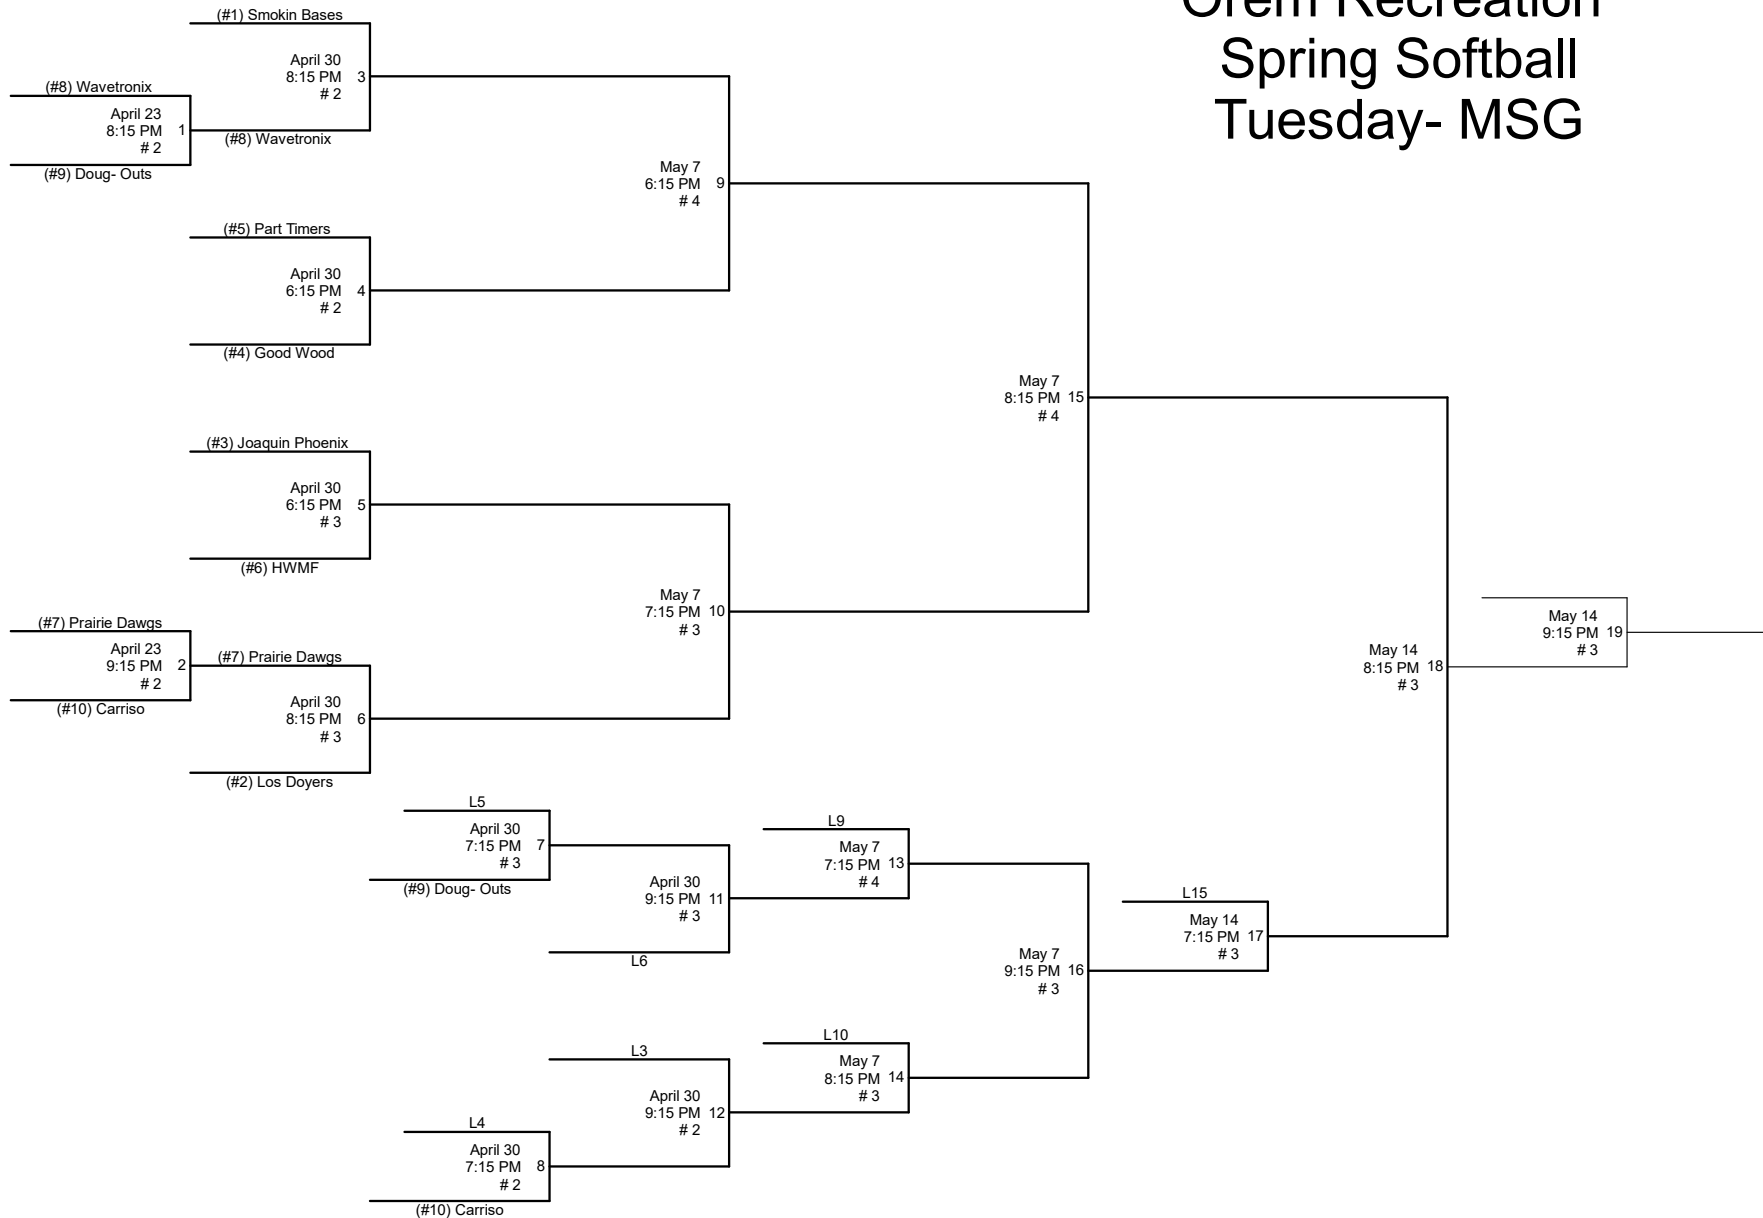 Orem Recreation
Spring Softball
Tuesday- MSG
(#1) Smokin Bases
April 30
8:15 PM 3
# 2
(#8) Wavetronix
April 23
8:15 PM 1
# 2
(#8) Wavetronix
(#9) Doug- Outs
May 7
6:15 PM 9
# 4
(#5) Part Timers
April 30
6:15 PM 4
# 2
(#4) Good Wood
May 7
8:15 PM 15
# 4
(#3) Joaquin Phoenix
April 30
6:15 PM 5
# 3
(#6) HWMF
May 7
7:15 PM 10
# 3
(#7) Prairie Dawgs
April 23
9:15 PM 2
# 2
(#10) Carriso
(#7) Prairie Dawgs
April 30
8:15 PM 6
# 3
(#2) Los Doyers
May 14
8:15 PM 18
# 3
May 14
9:15 PM 19
# 3
L5
April 30
7:15 PM 7
# 3
(#9) Doug- Outs
April 30
9:15 PM 11
# 3
L6
L9
May 7
7:15 PM 13
# 4
May 7
9:15 PM 16
# 3
L15
May 14
7:15 PM 17
# 3
L3
April 30
9:15 PM 12
# 2
L10
May 7
8:15 PM 14
# 3
L4
April 30
7:15 PM 8
# 2
(#10) Carriso